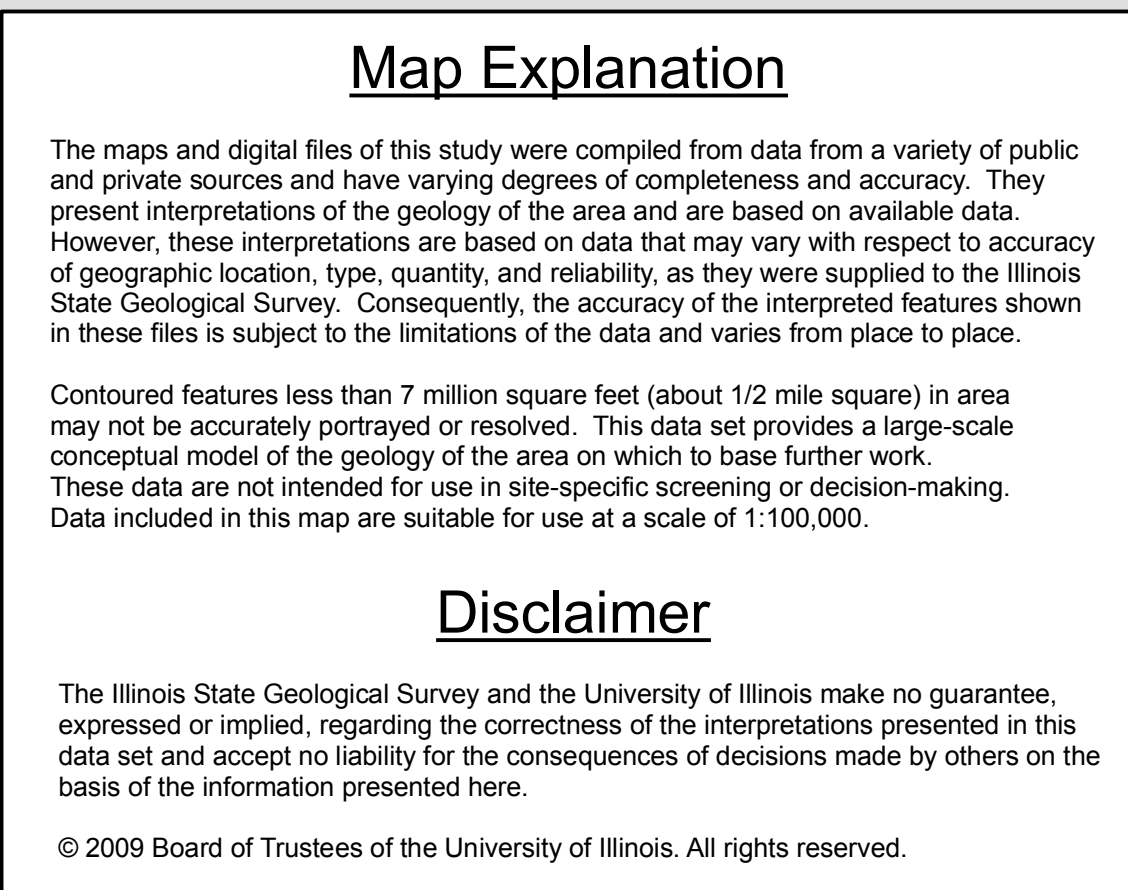 Map Explanation
The maps and digital files of this study were compiled from data from a variety of public
and private sources and have varying degrees of completeness and accuracy.  They
present interpretations of the geology of the area and are based on available data.
However, these interpretations are based on data that may vary with respect to accuracy
of geographic location, type, quantity, and reliability, as they were supplied to the Illinois
State Geological Survey.  Consequently, the accuracy of the interpreted features shown
in these files is subject to the limitations of the data and varies from place to place.
Contoured features less than 7 million square feet (about 1/2 mile square) in area
may not be accurately portrayed or resolved.  This data set provides a large-scale
conceptual model of the geology of the area on which to base further work.
These data are not intended for use in site-specific screening or decision-making.
Data included in this map are suitable for use at a scale of 1:100,000.
Disclaimer
The Illinois State Geological Survey and the University of Illinois make no guarantee,
expressed or implied, regarding the correctness of the interpretations presented in this
data set and accept no liability for the consequences of decisions made by others on the
basis of the information presented here.
© 2009 Board of Trustees of the University of Illinois. All rights reserved.